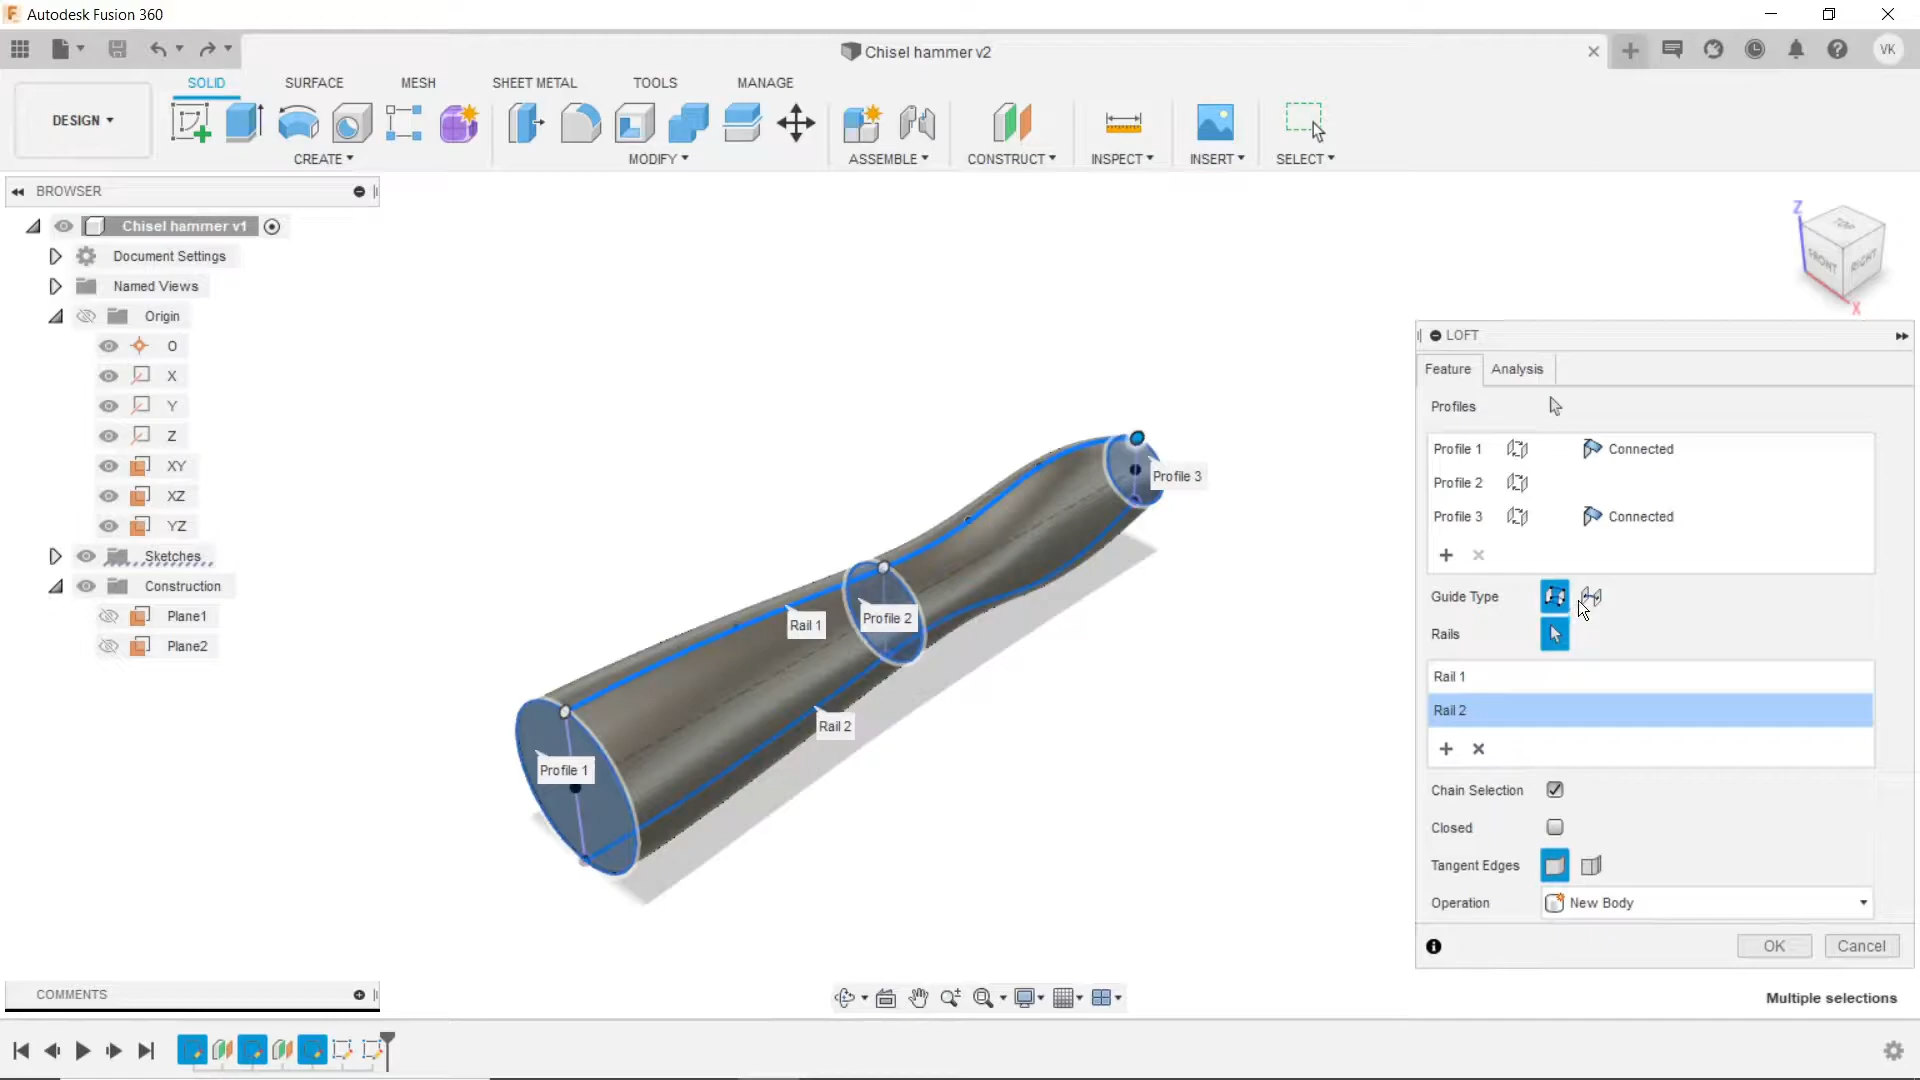 Autodesk Fusion 360
Chisel hammer v2
VK
SOLID SURFACE MESH SHEET METAL TOOLS MANAGE
DESIGN
CREATE MODIFY ASSEMBLE CONSTRUCT INSPECT INSERT SELECT
BROWSER
Chisel hammer v1
Document Settings
Named Views
Origin
O
X
Y
Z
XY
XZ
YZ
Sketches
Construction
Plane1
Plane2
Z
TOP
FRONT
RIGHT
X
Profile 3
Profile 2
Rail 1
Rail 2
Profile 1
LOFT
Feature Analysis
Profiles
Profile 1 Connected
Profile 2
Profile 3 Connected
Guide Type
Rails
Rail 1
Rail 2
Chain Selection
Closed
Tangent Edges
Operation New Body
OK Cancel
COMMENTS
Multiple selections